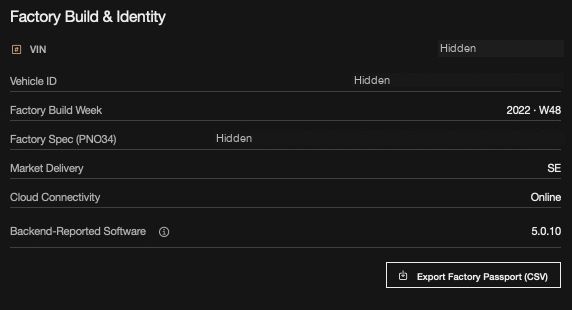 Factory Build & Identity
VIN Hidden
Vehicle ID Hidden
Factory Build Week 2022 · W48
Factory Spec (PNO34) Hidden
Market Delivery SE
Cloud Connectivity Online
Backend-Reported Software 5.0.10
Export Factory Passport (CSV)